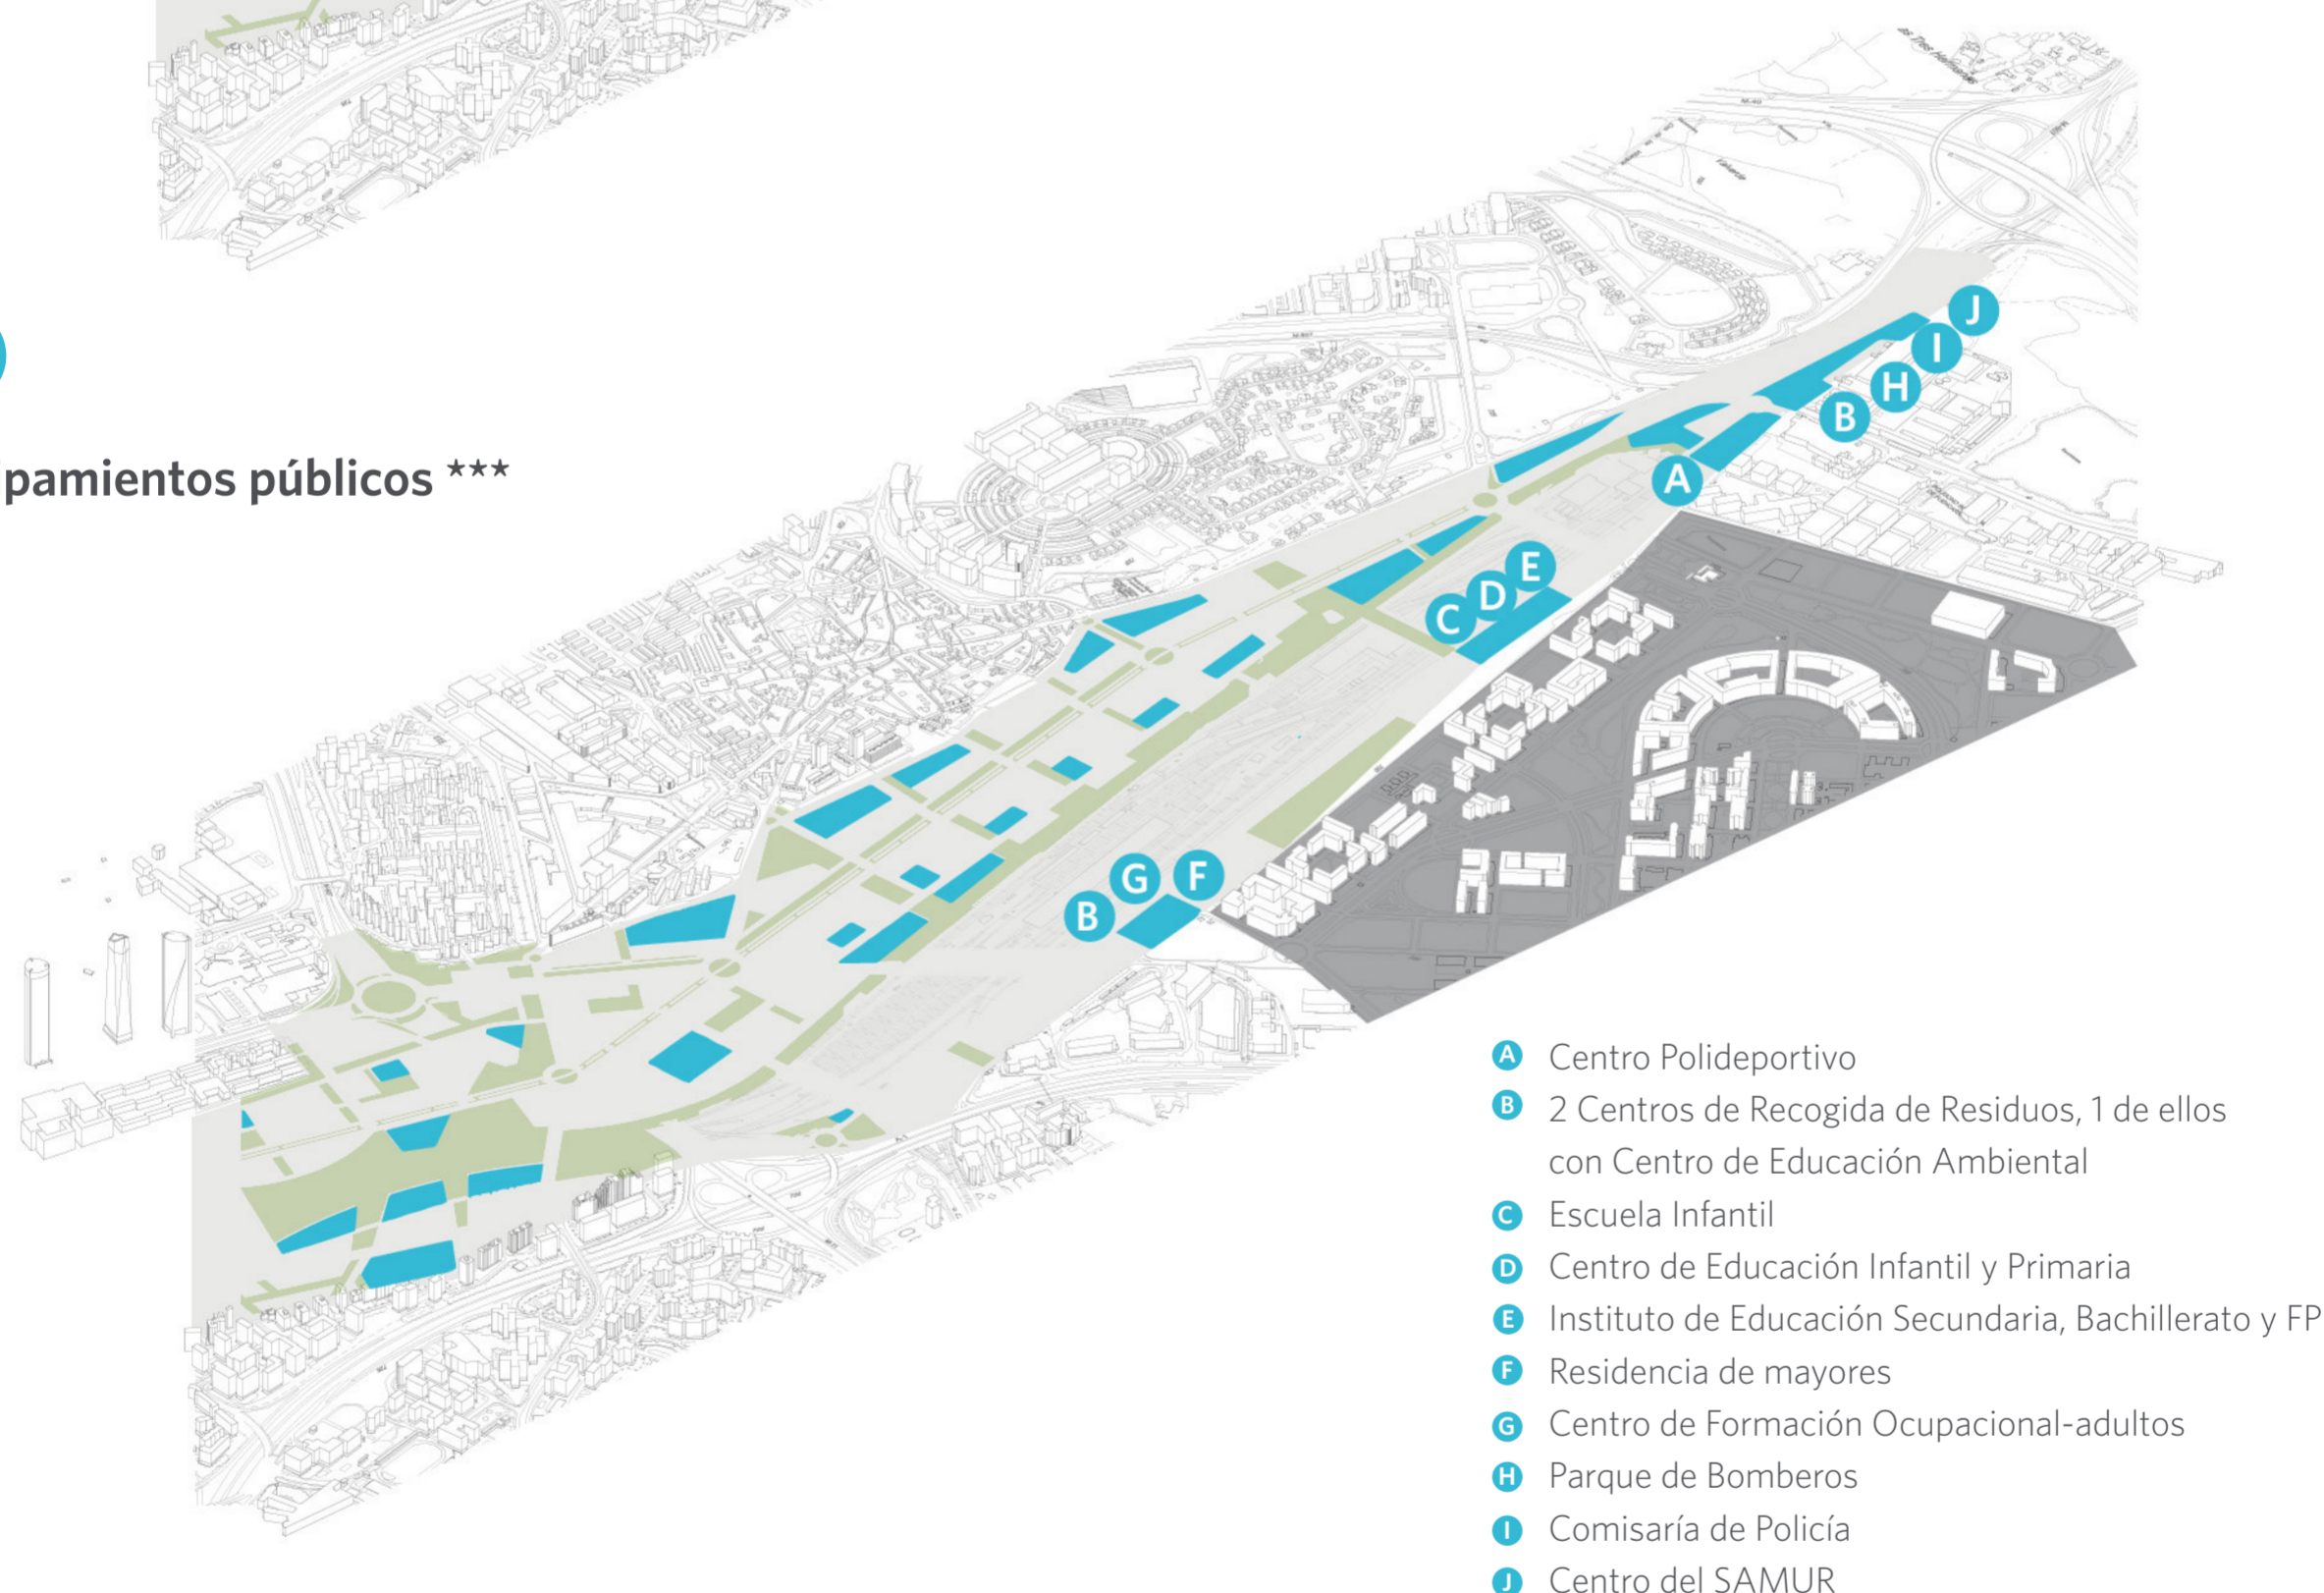 pamientos públicos ***
J
I
H
B
A
E
D
C
F
G
B
A Centro Polideportivo
B 2 Centros de Recogida de Residuos, 1 de ellos
con Centro de Educación Ambiental
C Escuela Infantil
D Centro de Educación Infantil y Primaria
E Instituto de Educación Secundaria, Bachillerato y FP
F Residencia de mayores
G Centro de Formación Ocupacional-adultos
H Parque de Bomberos
I Comisaría de Policía
J Centro del SAMUR